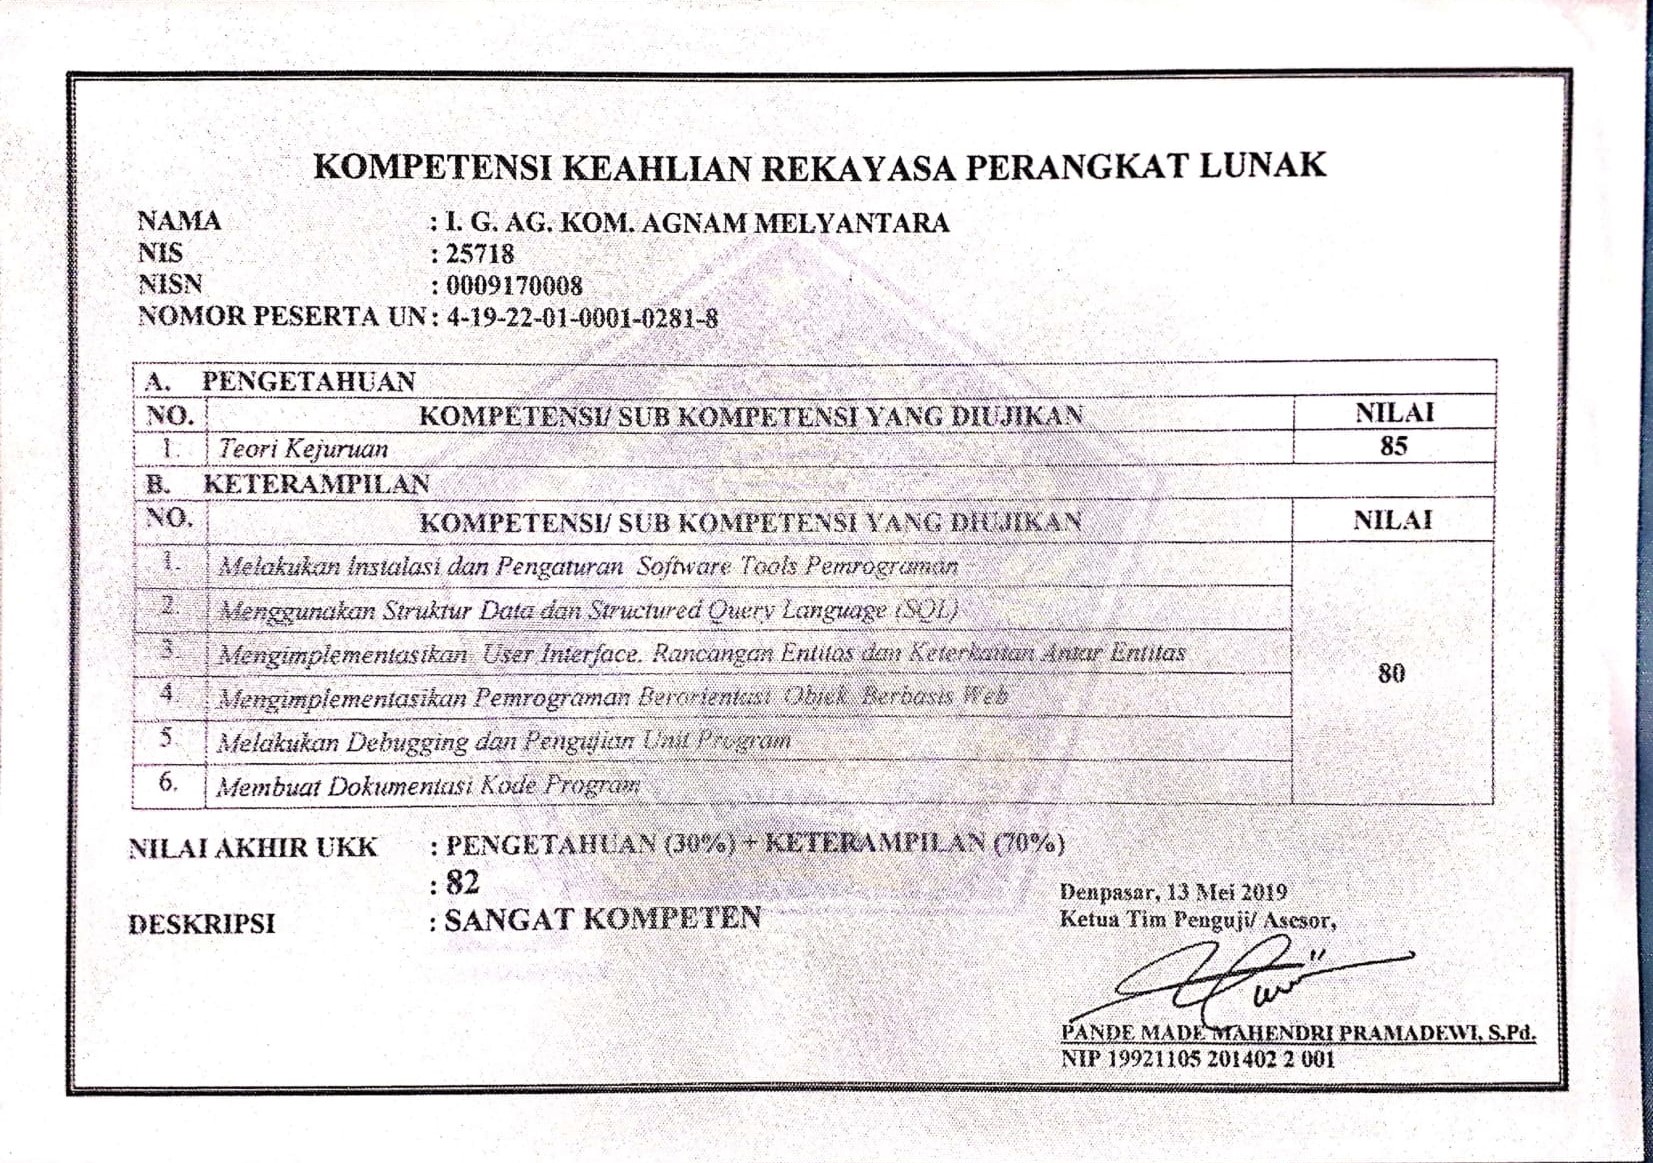 KOMPETENSI KEAHLIAN REKAYASA PERANGKAT LUNAK
NAMA : I. G. AG. KOM. AGNAM MELYANTARA
NIS : 25718
NISN : 0009170008
NOMOR PESERTA UN : 4-19-22-01-0001-0281-8
A. PENGETAHUAN
NO. KOMPETENSI/ SUB KOMPETENSI YANG DIUJIKAN NILAI
1. Teori Kejuruan 85
B. KETERAMPILAN
NO. KOMPETENSI/ SUB KOMPETENSI YANG DIUJIKAN NILAI
1. Melakukan Instalasi dan Pengaturan Software Tools Pemrograman
2. Menggunakan Struktur Data dan Structured Query Language (SQL)
3. Mengimplementasikan User Interface, Rancangan Entitas dan Keterkaitan Antar Entitas
80
4. Mengimplementasikan Pemrograman Berorientasi Objek Berbasis Web
5. Melakukan Debugging dan Pengujian Unit Program
6. Membuat Dokumentasi Kode Program
NILAI AKHIR UKK : PENGETAHUAN (30%) + KETERAMPILAN (70%)
: 82
DESKRIPSI : SANGAT KOMPETEN
Denpasar, 13 Mei 2019
Ketua Tim Penguji/ Asesor,
PANDE MADE MAHENDRI PRAMADEWI, S.Pd.
NIP 19921105 201402 2 001